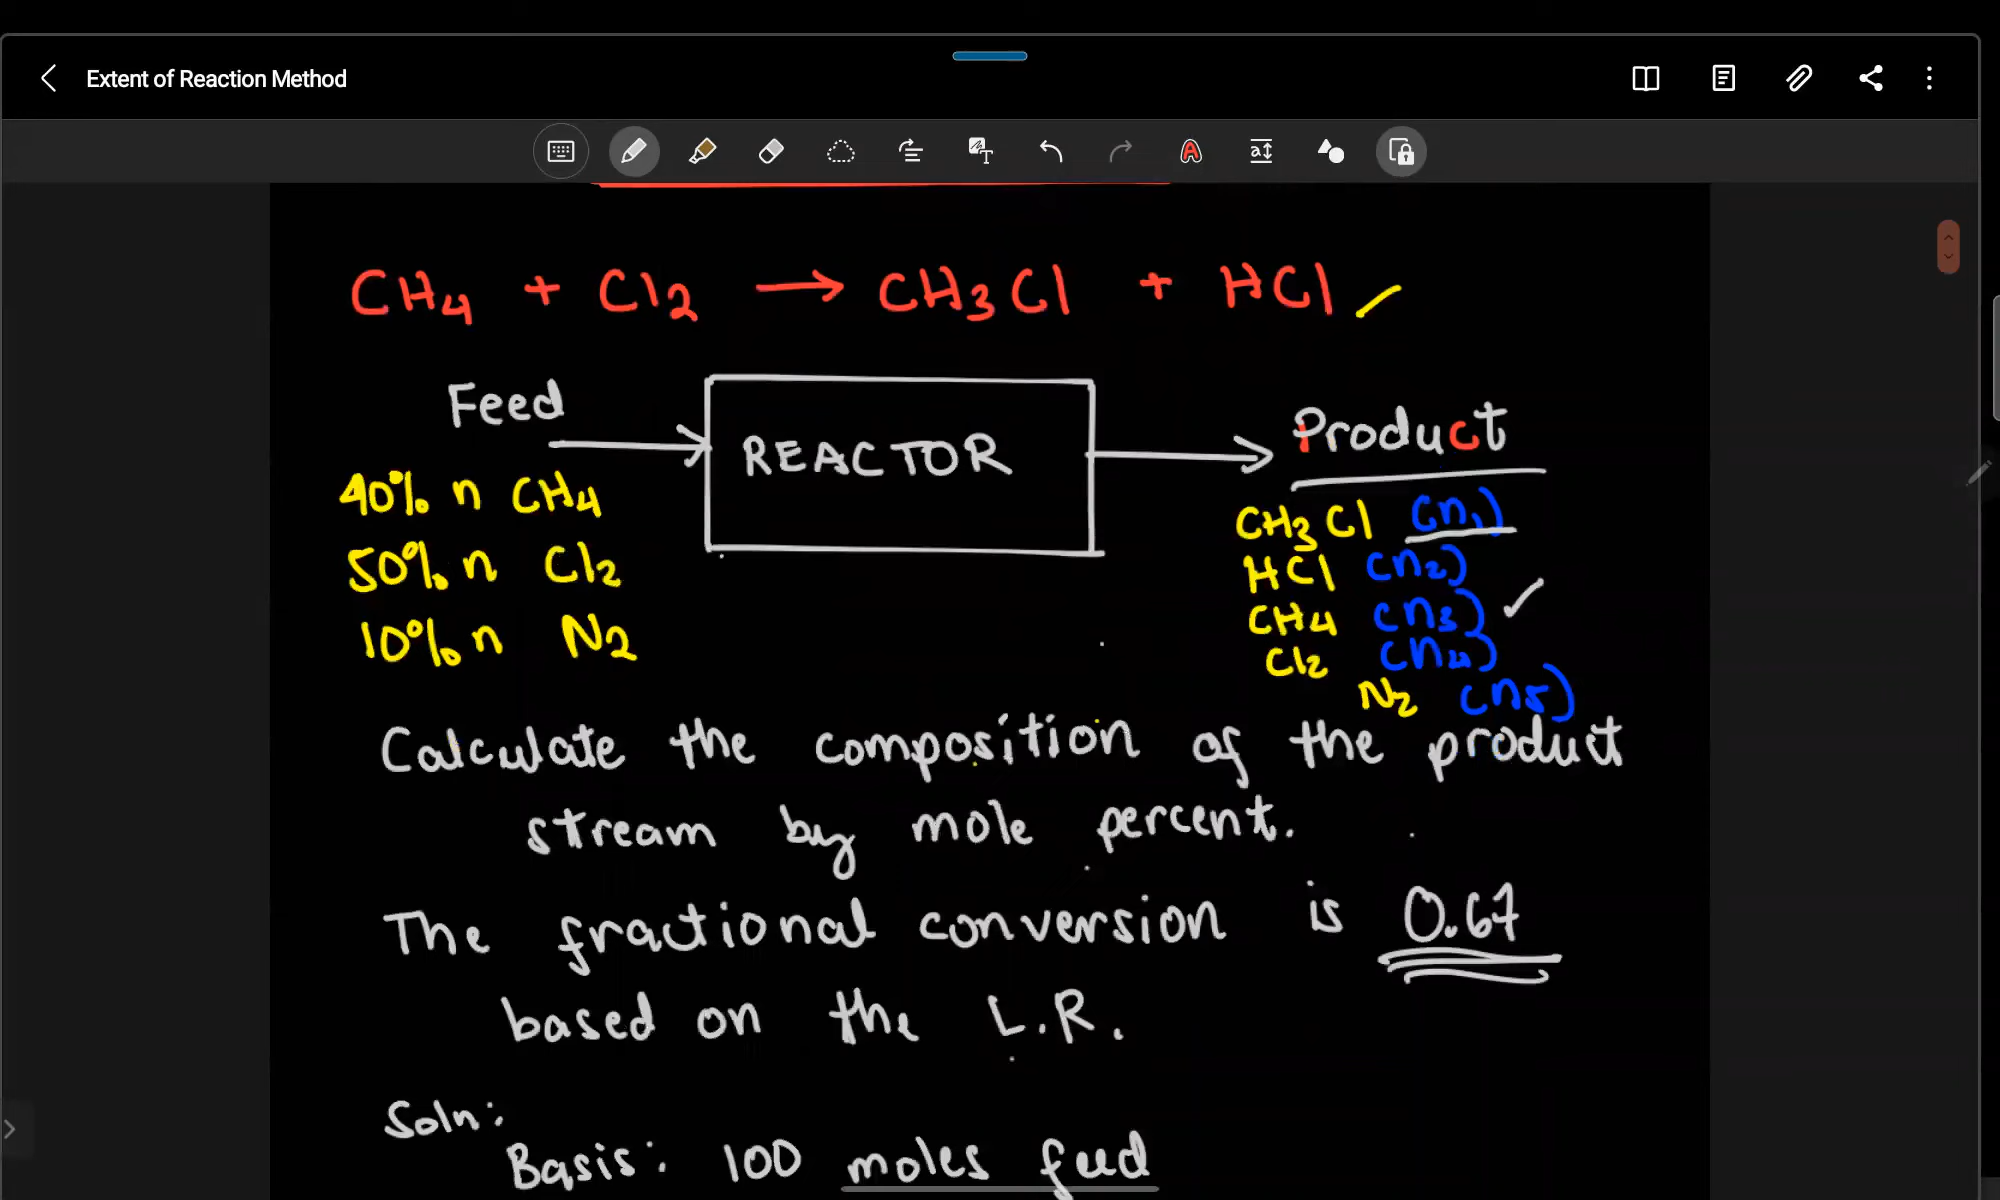 Extent of Reaction Method
CH4 + Cl2 → CH3Cl + HCl
Feed
REACTOR
Product
40% n CH4
50% n Cl2
10% n N2
CH3Cl (n1)
HCl (n2)
CH4 (n3)
Cl2 (n4)
N2 (n5)
Calculate the composition of the product
stream by mole percent.
The fractional conversion is 0.67
based on the L.R.
Soln:
Basis: 100 moles feed